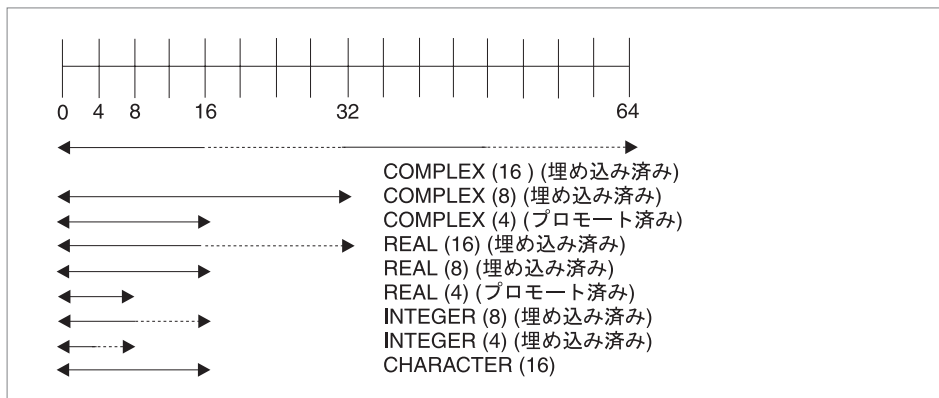 0 4 8 16 32 64
COMPLEX (16 ) (埋め込み済み)
COMPLEX (8) (埋め込み済み)
COMPLEX (4) (プロモート済み)
REAL (16) (埋め込み済み)
REAL (8) (埋め込み済み)
REAL (4) (プロモート済み)
INTEGER (8) (埋め込み済み)
INTEGER (4) (埋め込み済み)
CHARACTER (16)